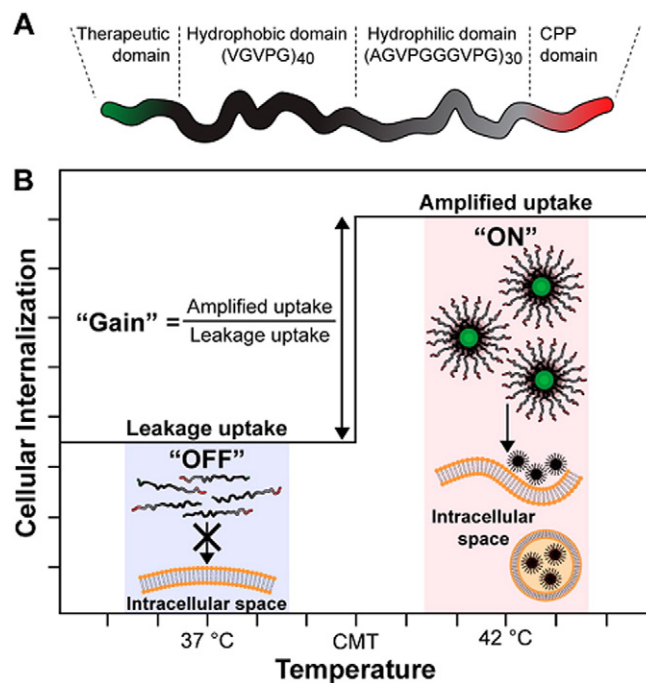 A
Therapeutic domain
Hydrophobic domain (VGVPG)40
Hydrophilic domain (AGVPGGGVPG)30
CPP domain
B
Amplified uptake
“ON”
“Gain” = Amplified uptake
Leakage uptake
Leakage uptake
“OFF”
Intracellular space
Intracellular space
Cellular Internalization
37 °C
CMT
42 °C
Temperature